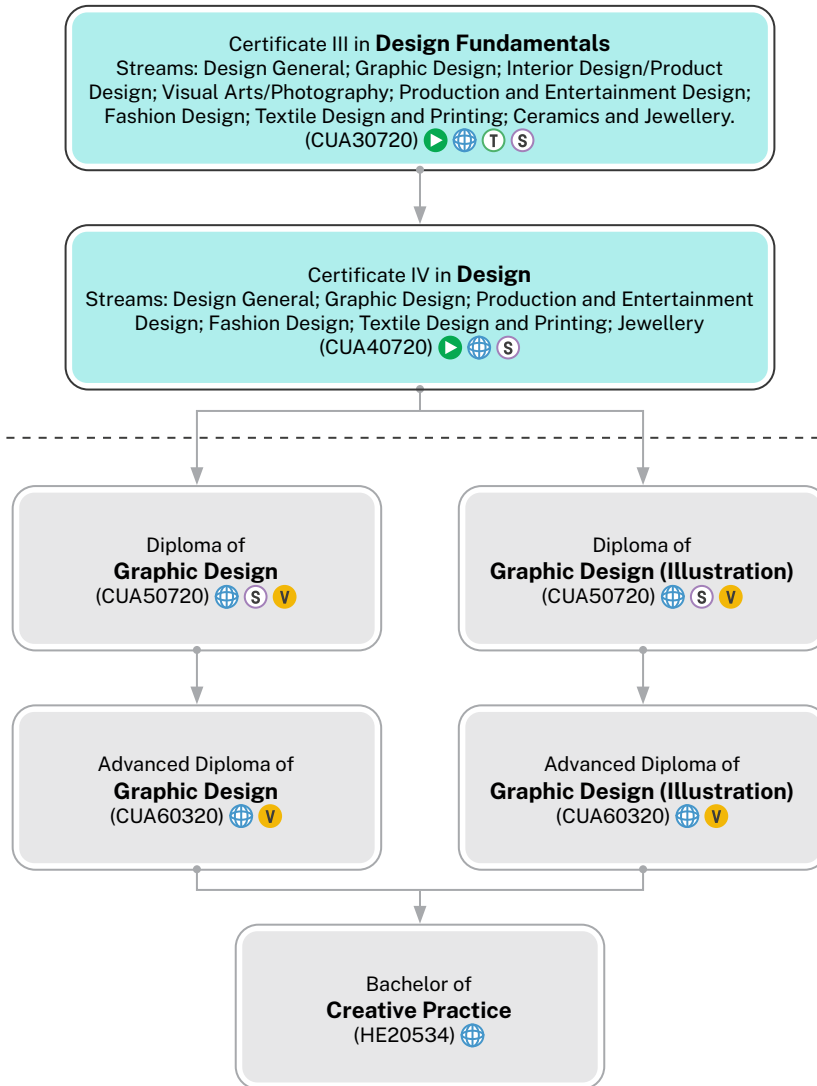 Certificate III in Design Fundamentals
Streams: Design General; Graphic Design; Interior Design/Product
Design; Visual Arts/Photography; Production and Entertainment Design;
Fashion Design; Textile Design and Printing; Ceramics and Jewellery.
(CUA30720) T S
Certificate IV in Design
Streams: Design General; Graphic Design; Production and Entertainment
Design; Fashion Design; Textile Design and Printing; Jewellery
(CUA40720) S
Diploma of
Graphic Design
(CUA50720) S V
Diploma of
Graphic Design (Illustration)
(CUA50720) S V
Advanced Diploma of
Graphic Design
(CUA60320) V
Advanced Diploma of
Graphic Design (Illustration)
(CUA60320) V
Bachelor of
Creative Practice
(HE20534)